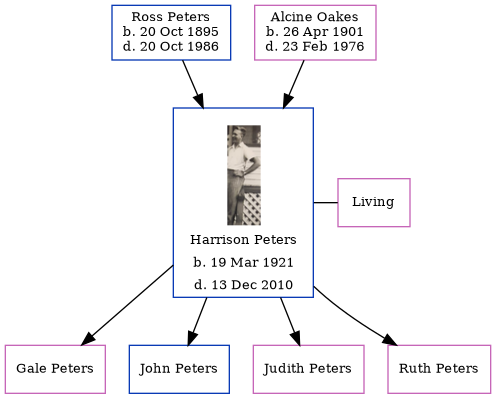 Ross Peters
b. 20 Oct 1895
d. 20 Oct 1986
Alcine Oakes
b. 26 Apr 1901
d. 23 Feb 1976
Harrison Peters
b. 19 Mar 1921
d. 13 Dec 2010
Living
Gale Peters
John Peters
Judith Peters
Ruth Peters